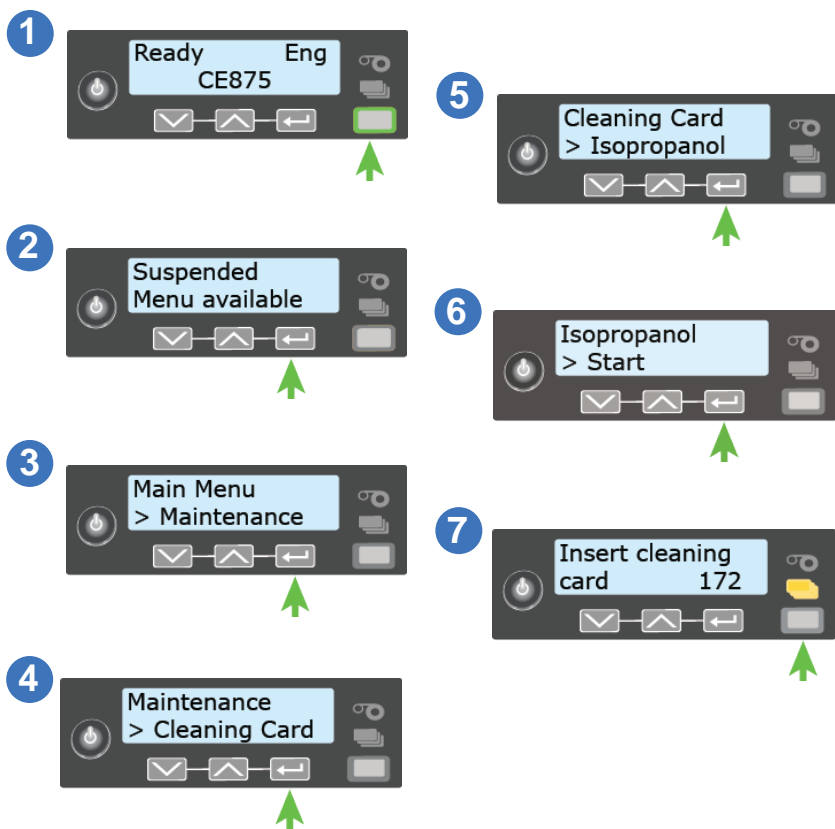 1
Ready Eng
CE875
2
Suspended
Menu available
3
Main Menu
> Maintenance
4
Maintenance
> Cleaning Card
5
Cleaning Card
> Isopropanol
6
Isopropanol
> Start
7
Insert cleaning
card 172